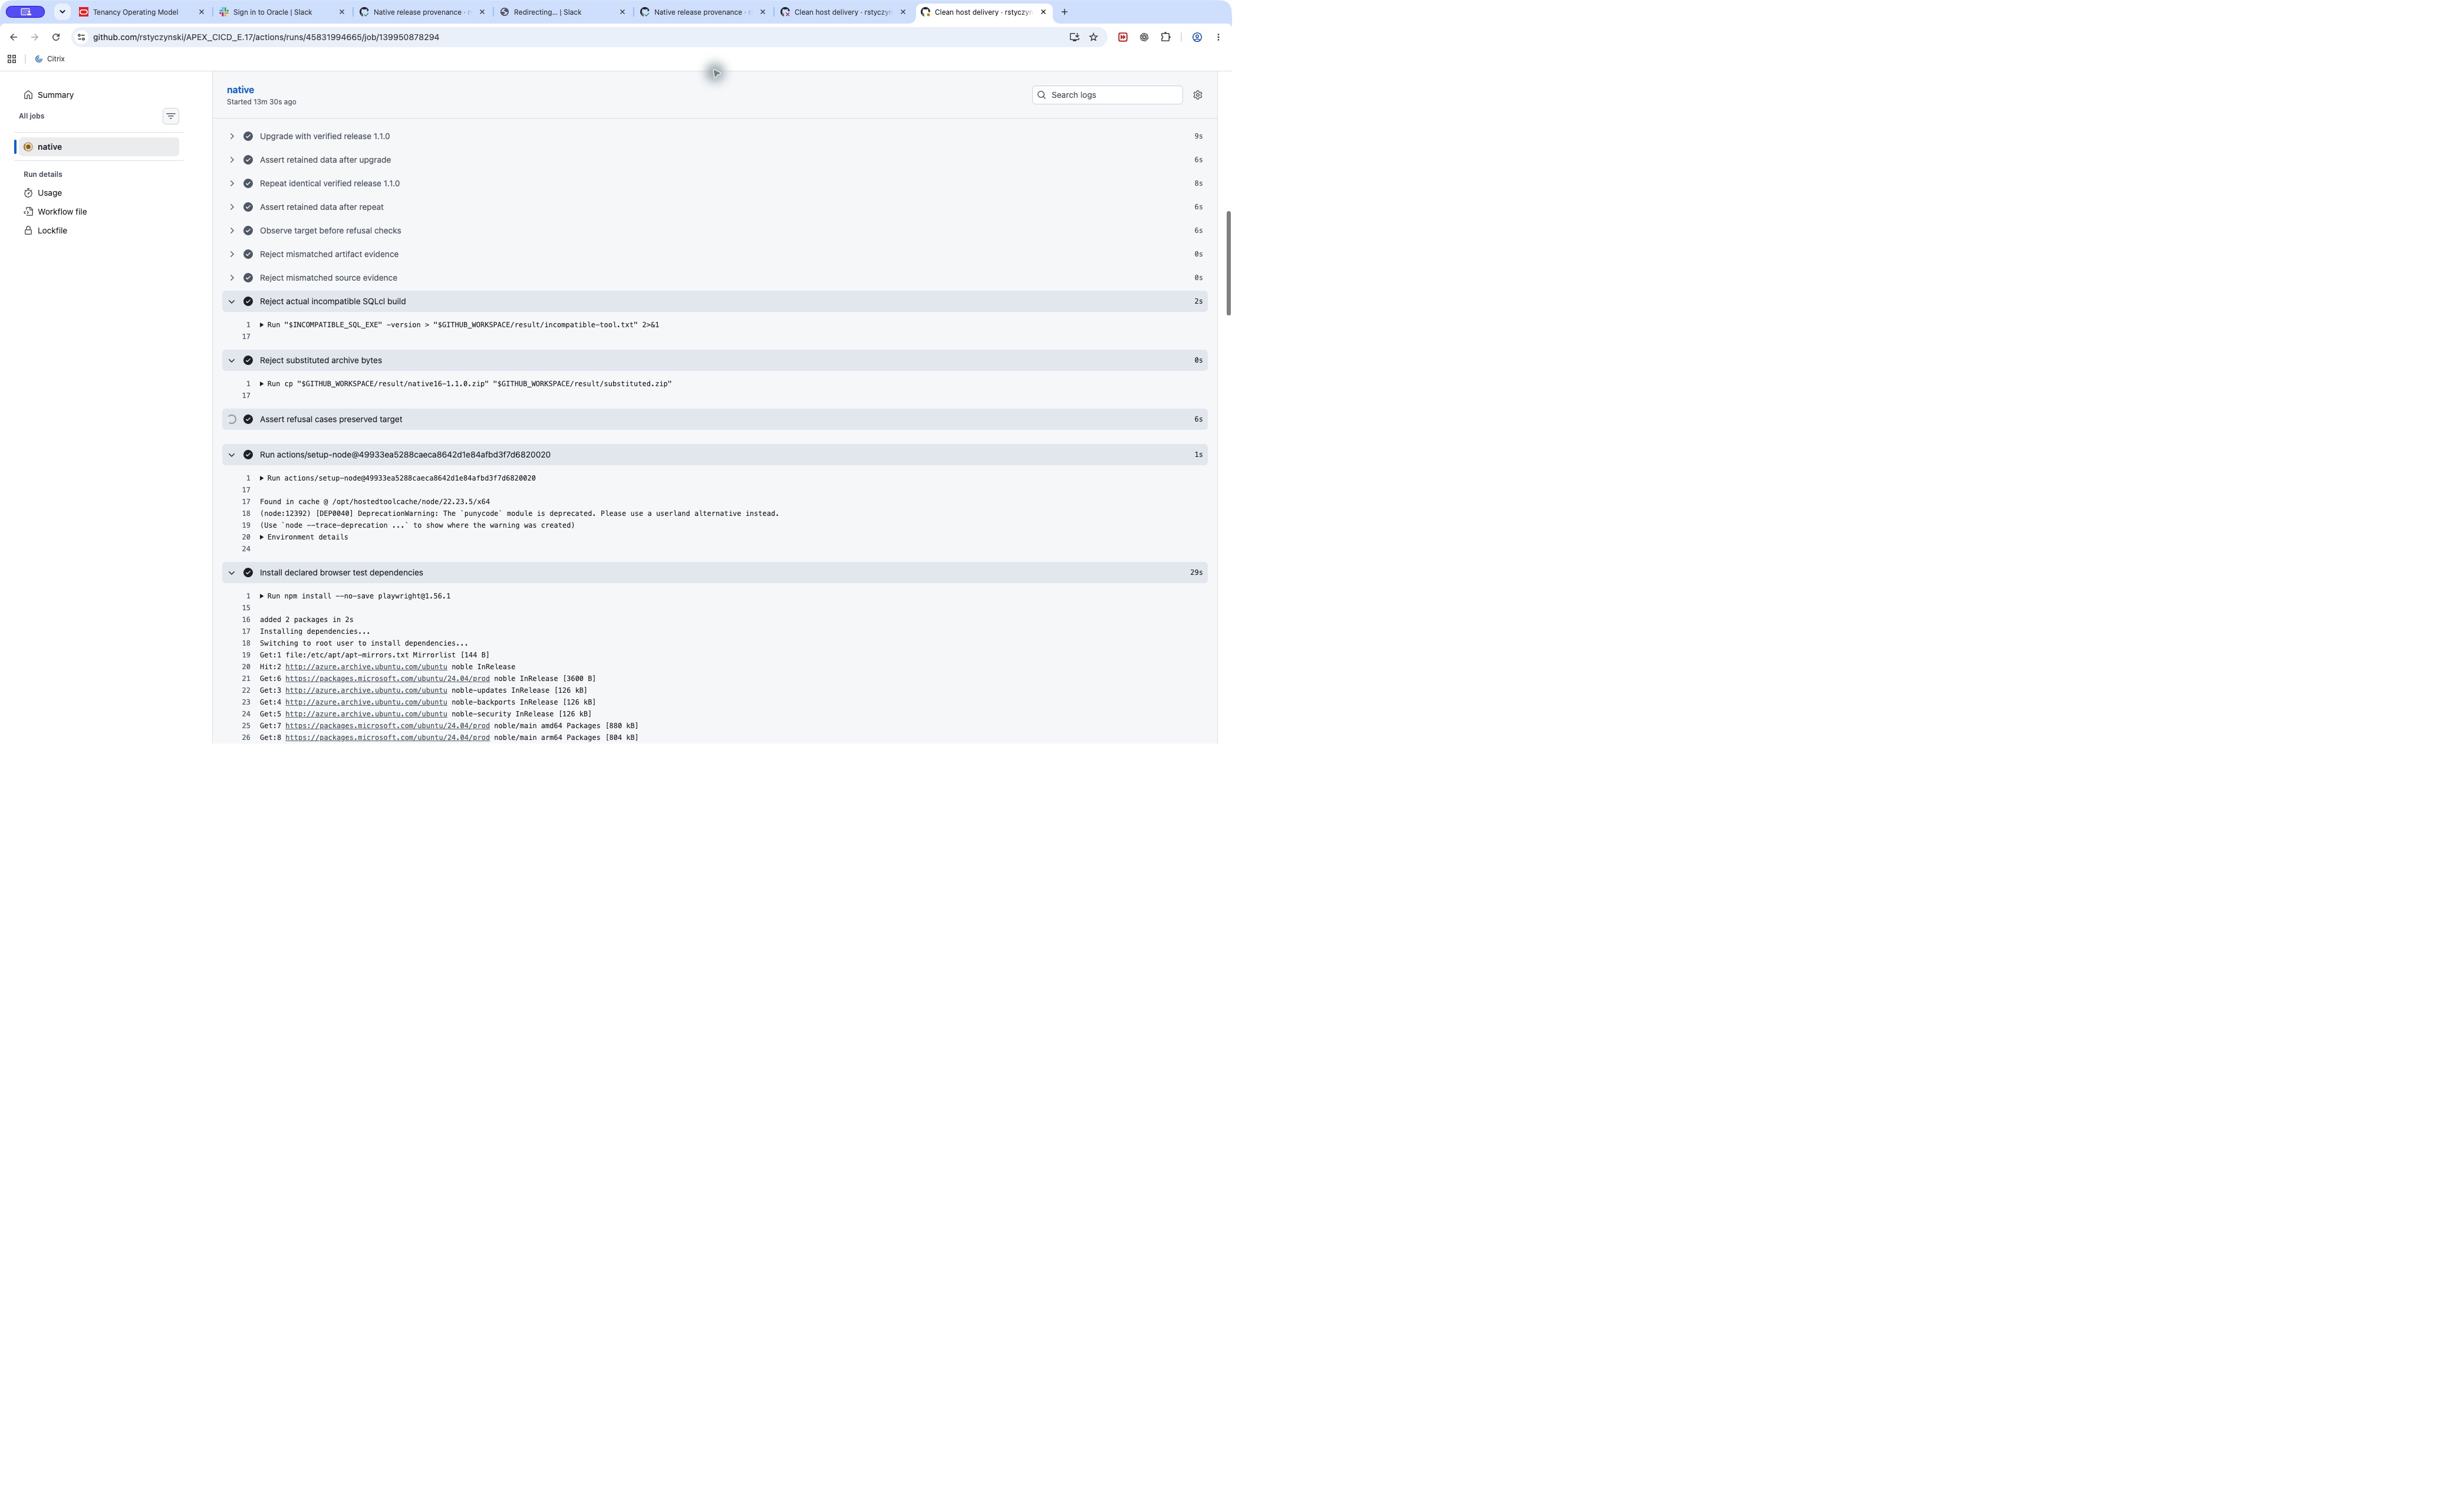 Tenancy Operating Model
Sign in to Oracle | Slack
Native release provenance ·
Redirecting... | Slack
Native release provenance ·
Clean host delivery · rstyczyn
Clean host delivery · rstyczyn
github.com/rstyczynski/APEX_CICD_E.17/actions/runs/45831994665/job/139950878294
Citrix
Summary
All jobs
native
Run details
Usage
Workflow file
Lockfile
native
Started 13m 30s ago
Search logs
Upgrade with verified release 1.1.0 9s
Assert retained data after upgrade 6s
Repeat identical verified release 1.1.0 8s
Assert retained data after repeat 6s
Observe target before refusal checks 6s
Reject mismatched artifact evidence 0s
Reject mismatched source evidence 0s
Reject actual incompatible SQLcl build 2s
1 Run "$INCOMPATIBLE_SQL_EXE" -version > "$GITHUB_WORKSPACE/result/incompatible-tool.txt" 2>&1
17
Reject substituted archive bytes 0s
1 Run cp "$GITHUB_WORKSPACE/result/native16-1.1.0.zip" "$GITHUB_WORKSPACE/result/substituted.zip"
17
Assert refusal cases preserved target 6s
Run actions/setup-node@49933ea5288caeca8642d1e84afbd3f7d6820020 1s
1 Run actions/setup-node@49933ea5288caeca8642d1e84afbd3f7d6820020
17
17 Found in cache @ /opt/hostedtoolcache/node/22.23.5/x64
18 (node:12392) [DEP0040] DeprecationWarning: The `punycode` module is deprecated. Please use a userland alternative instead.
19 (Use `node --trace-deprecation ...` to show where the warning was created)
20 Environment details
24
Install declared browser test dependencies 29s
1 Run npm install --no-save playwright@1.56.1
15
16 added 2 packages in 2s
17 Installing dependencies...
18 Switching to root user to install dependencies...
19 Get:1 file:/etc/apt/apt-mirrors.txt Mirrorlist [144 B]
20 Hit:2 http://azure.archive.ubuntu.com/ubuntu noble InRelease
21 Get:6 https://packages.microsoft.com/ubuntu/24.04/prod noble InRelease [3600 B]
22 Get:3 http://azure.archive.ubuntu.com/ubuntu noble-updates InRelease [126 kB]
23 Get:4 http://azure.archive.ubuntu.com/ubuntu noble-backports InRelease [126 kB]
24 Get:5 http://azure.archive.ubuntu.com/ubuntu noble-security InRelease [126 kB]
25 Get:7 https://packages.microsoft.com/ubuntu/24.04/prod noble/main amd64 Packages [880 kB]
26 Get:8 https://packages.microsoft.com/ubuntu/24.04/prod noble/main arm64 Packages [804 kB]